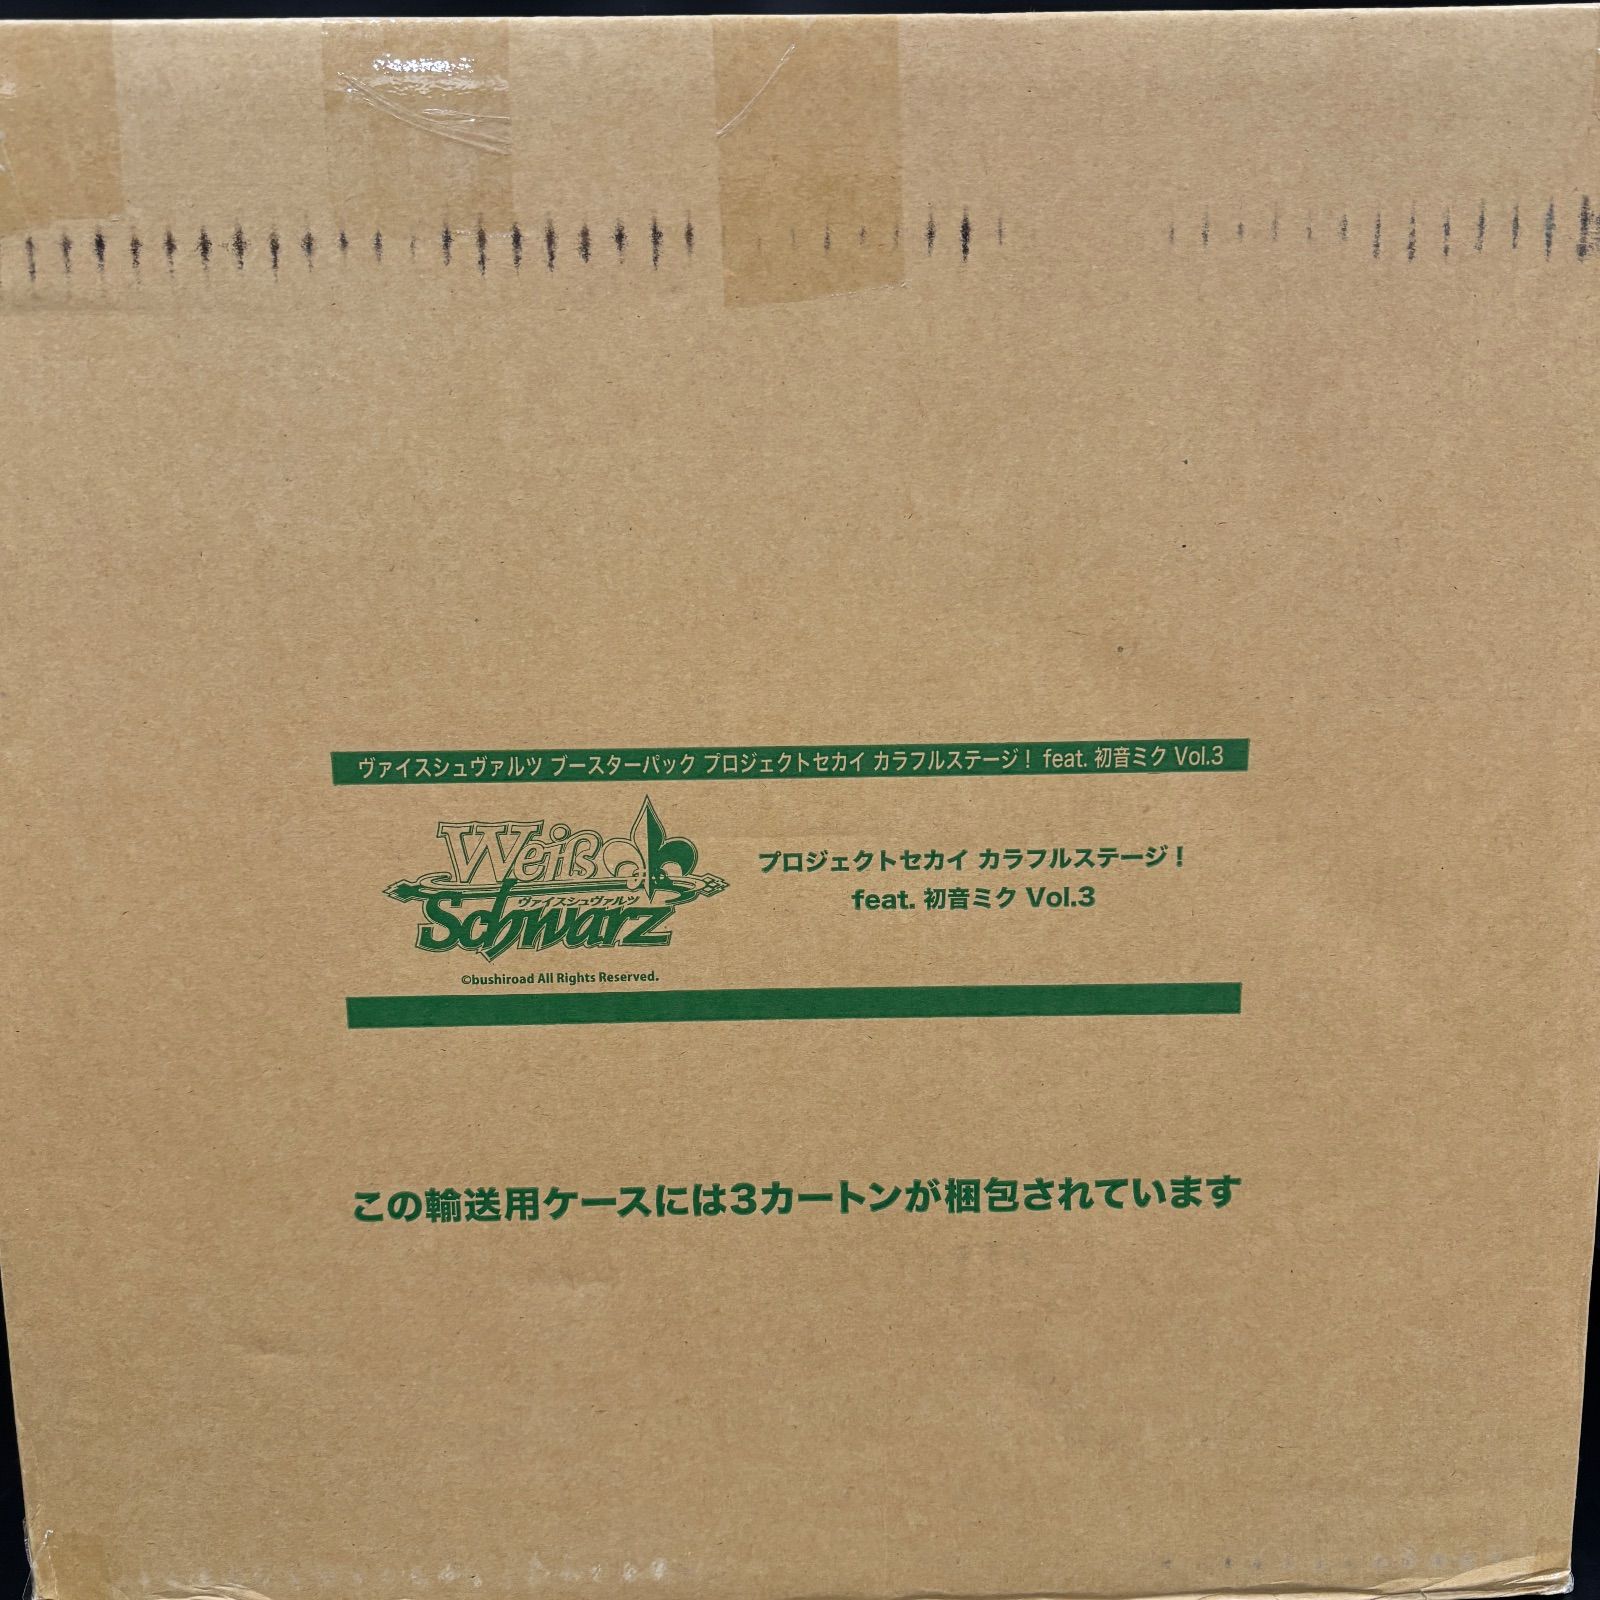 ヴァイスシュヴァルツ ブースターパック プロジェクトセカイ カラフルステージ！ feat. 初音ミク Vol.3
Weiß
ヴァイスシュヴァルツ
Schwarz
©bushiroad All Rights Reserved.
プロジェクトセカイ カラフルステージ！
feat. 初音ミク Vol.3
この輸送用ケースには3カートンが梱包されています